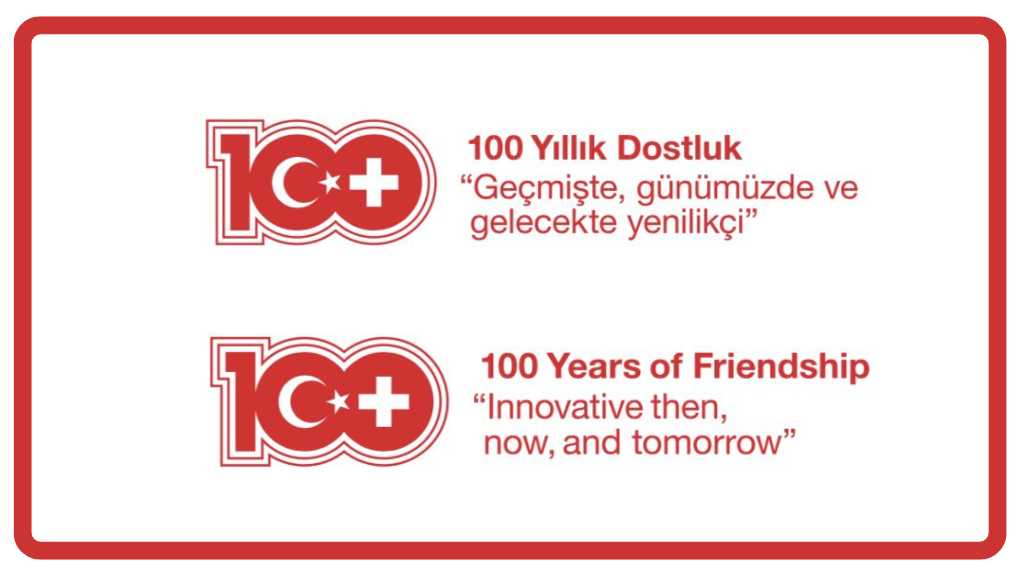 100
100 Yıllık Dostluk
“Geçmişte, günümüzde ve
gelecekte yenilikçi”
100
100 Years of Friendship
“Innovative then,
now, and tomorrow”